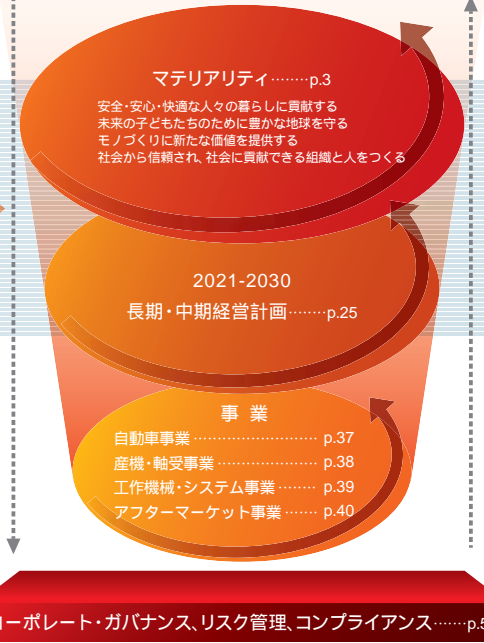 マテリアリティ········p.3
安全・安心・快適な人々の暮らしに貢献する
未来の子どもたちのために豊かな地球を守る
モノづくりに新たな価値を提供する
社会から信頼され、社会に貢献できる組織と人をつくる
2021-2030
長期・中期経営計画········p.25
事 業
自動車事業·························· p.37
産機・軸受事業····················· p.38
工作機械・システム事業········ p.39
アフターマーケット事業······· p.40
ーポレート・ガバナンス、リスク管理、コンプライアンス·······p.5